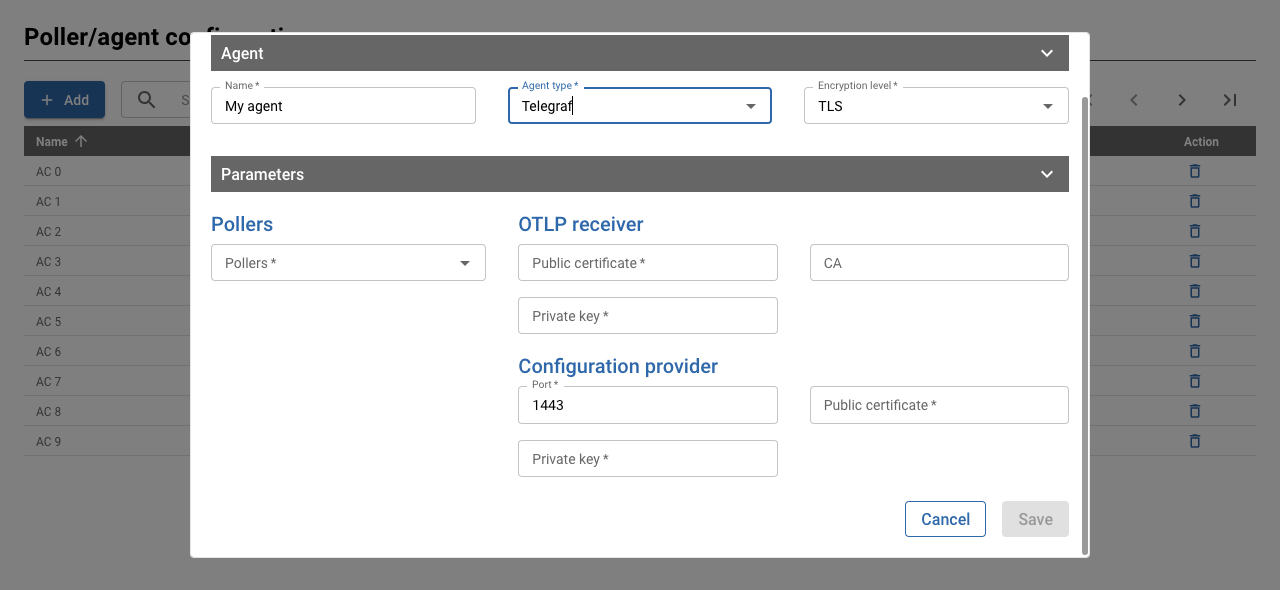 Poller/agent co
Agent
Name *
My agent
Agent type *
Telegraf
Encryption level *
TLS
Add
S
Name
Action
Parameters
AC 0
AC 1
AC 2
AC 3
AC 4
AC 5
AC 6
AC 7
AC 8
AC 9
Pollers
Pollers *
OTLP receiver
Public certificate *
CA
Private key *
Configuration provider
Port *
1443
Public certificate *
Private key *
Cancel
Save